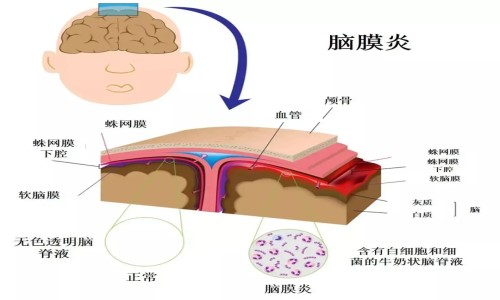 脑膜炎
颅骨
血管
蛛网膜
蛛网膜
下腔
软脑膜
蛛网膜
蛛网膜
下腔
软脑膜
灰质
白质
脑
无色透明脑
脊液
正常
脑膜炎
含有白细胞和细
菌的牛奶状脑脊液